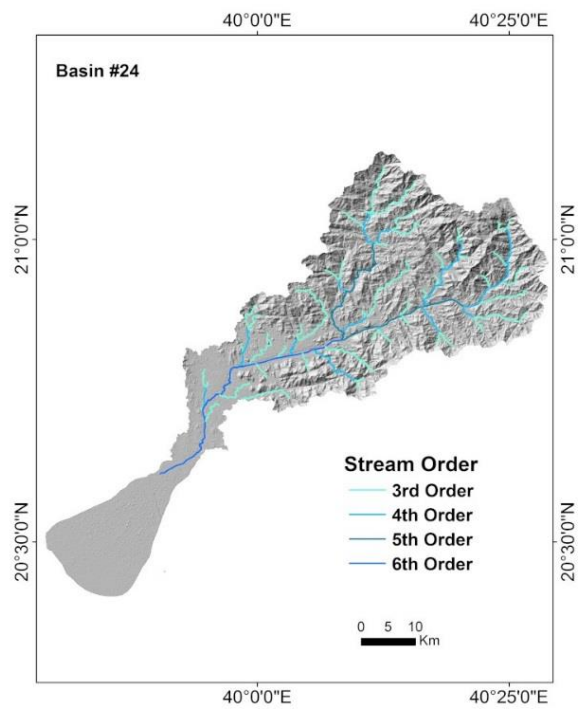 40°0'0"E 40°25'0"E
Basin #24
21°0'0"N 21°0'0"N
Stream Order
3rd Order
4th Order
5th Order
6th Order
20°30'0"N 20°30'0"N
0 5 10
Km
40°0'0"E 40°25'0"E